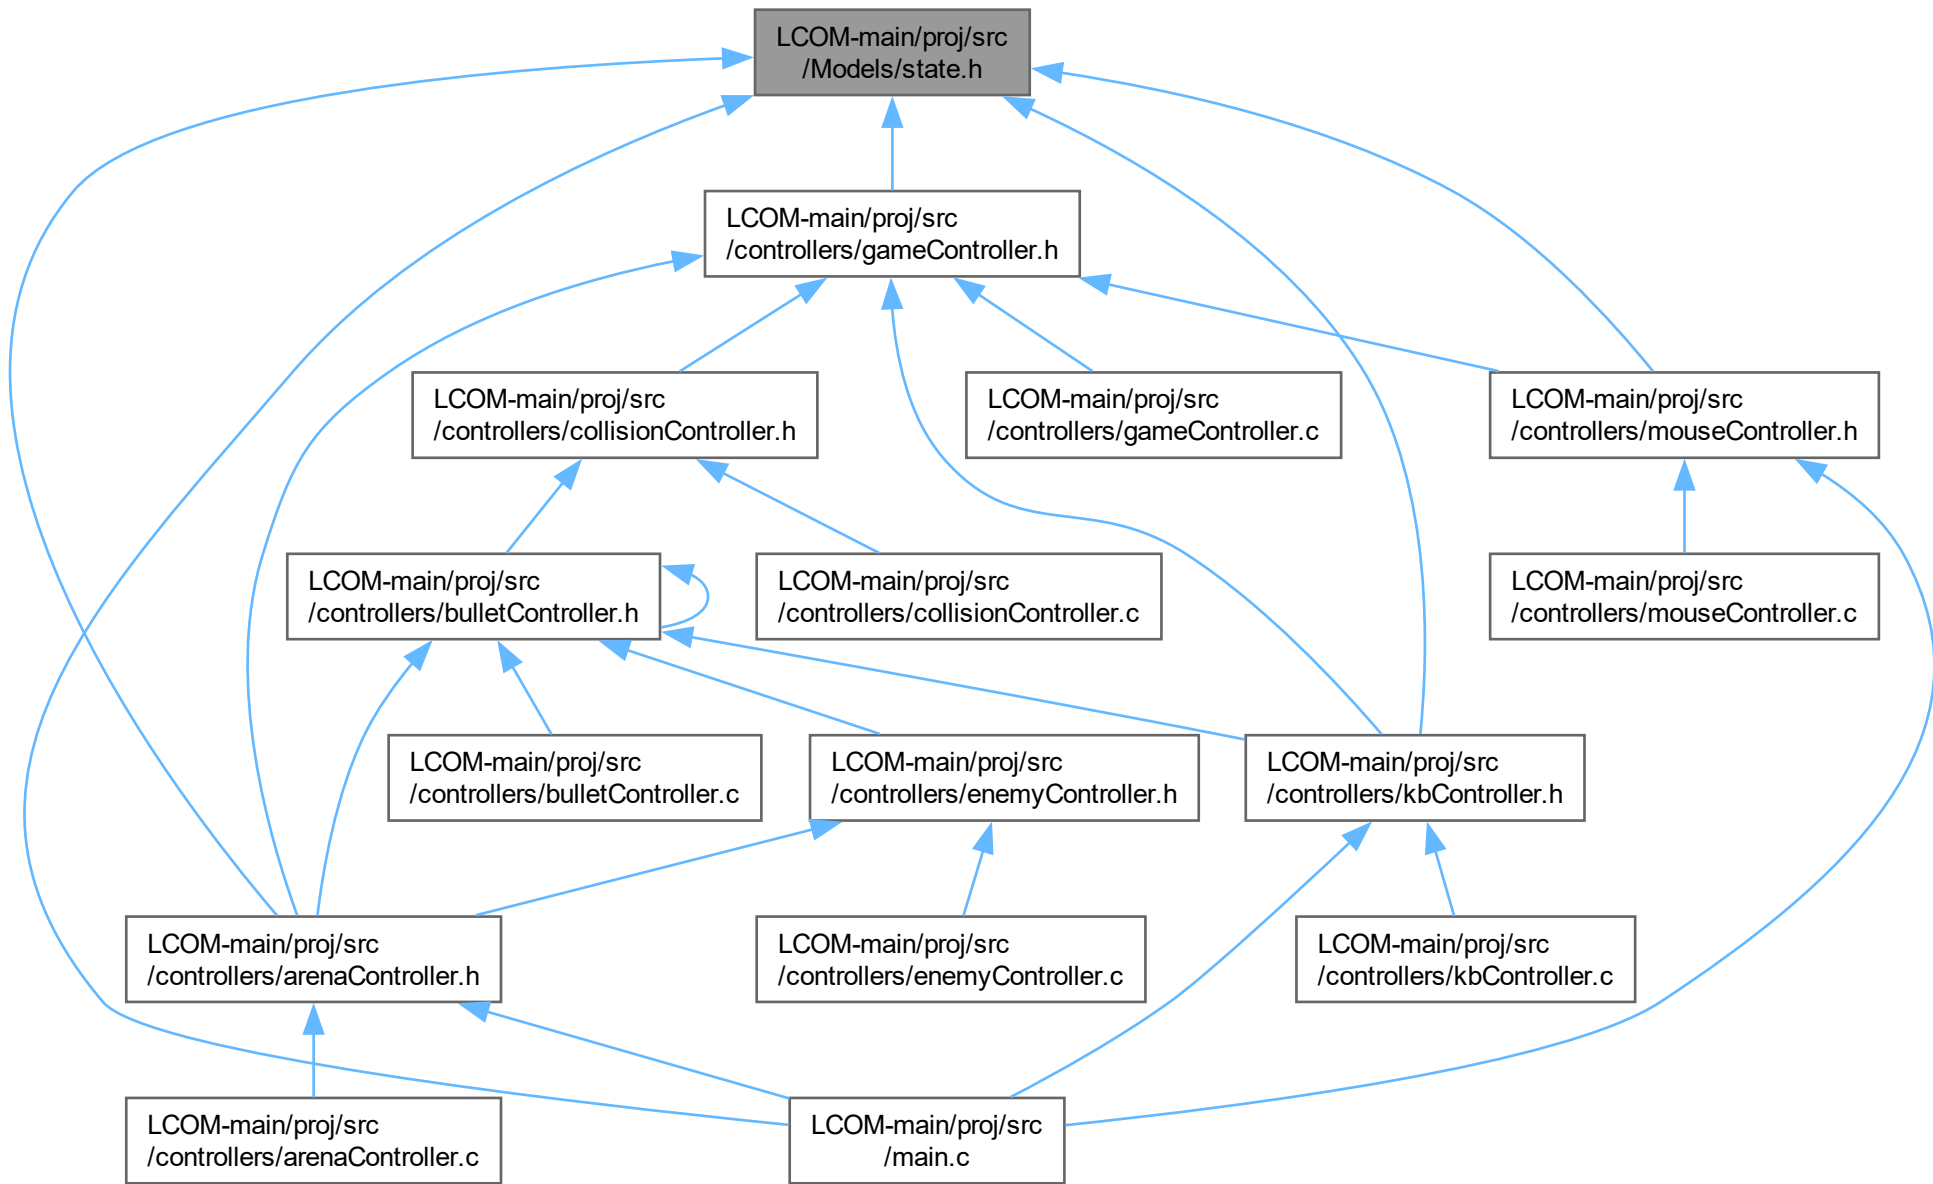 LCOM-main/proj/src
/Models/state.h
LCOM-main/proj/src
/controllers/gameController.h
LCOM-main/proj/src
/controllers/collisionController.h
LCOM-main/proj/src
/controllers/gameController.c
LCOM-main/proj/src
/controllers/mouseController.h
LCOM-main/proj/src
/controllers/bulletController.h
LCOM-main/proj/src
/controllers/collisionController.c
LCOM-main/proj/src
/controllers/mouseController.c
LCOM-main/proj/src
/controllers/bulletController.c
LCOM-main/proj/src
/controllers/enemyController.h
LCOM-main/proj/src
/controllers/kbController.h
LCOM-main/proj/src
/controllers/arenaController.h
LCOM-main/proj/src
/controllers/enemyController.c
LCOM-main/proj/src
/controllers/kbController.c
LCOM-main/proj/src
/controllers/arenaController.c
LCOM-main/proj/src
/main.c